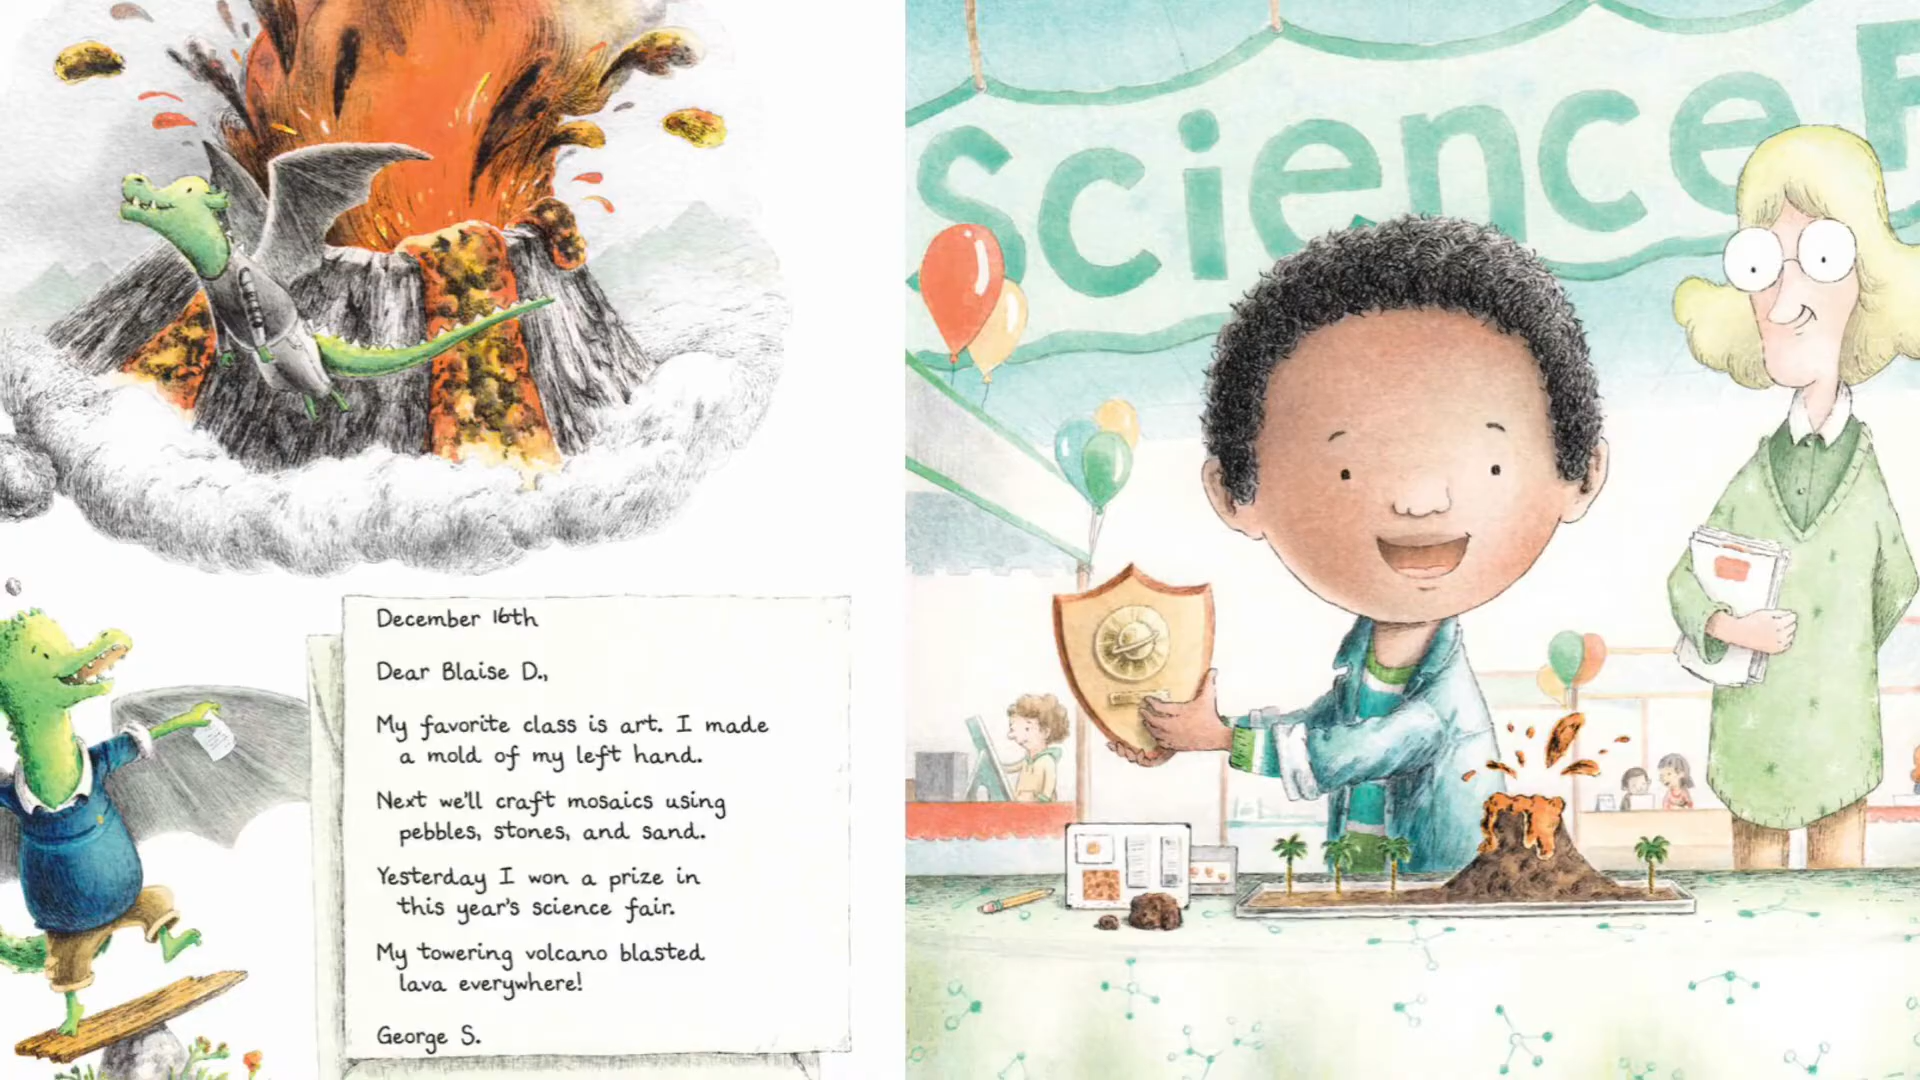 December 16th
Dear Blaise D.,
My favorite class is art. I made
a mold of my left hand.
Next we'll craft mosaics using
pebbles, stones, and sand.
Yesterday I won a prize in
this year's science fair.
My towering volcano blasted
lava everywhere!
George S.
Science F